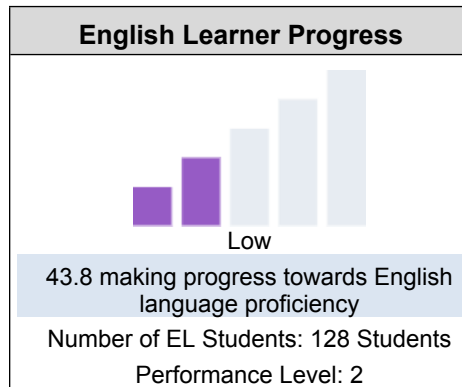 English Learner Progress
Low
43.8 making progress towards English
language proficiency
Number of EL Students: 128 Students
Performance Level: 2